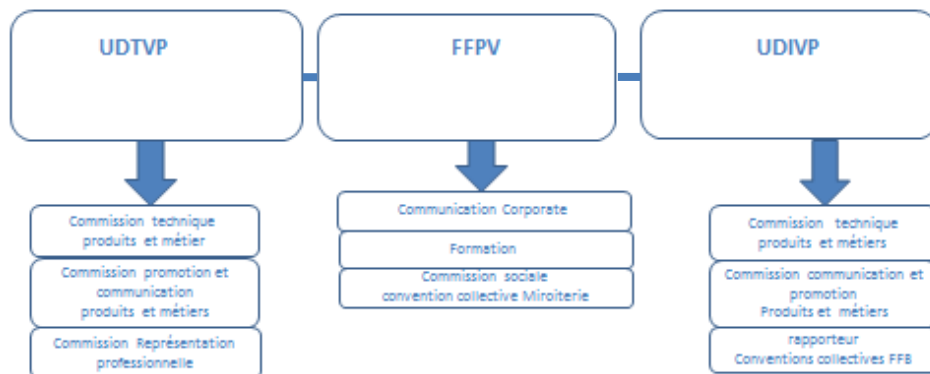 UDTVP
FFPV
UDIVP
Commission technique
produits et métier
Commission promotion et
communication
produits et métiers
Commission Représentation
professionnelle
Communication Corporate
Formation
Commission sociale
convention collective Miroiterie
Commission technique
produits et métiers
Commission communication et
promotion
Produits et métiers
rapporteur
Conventions collectives FFB